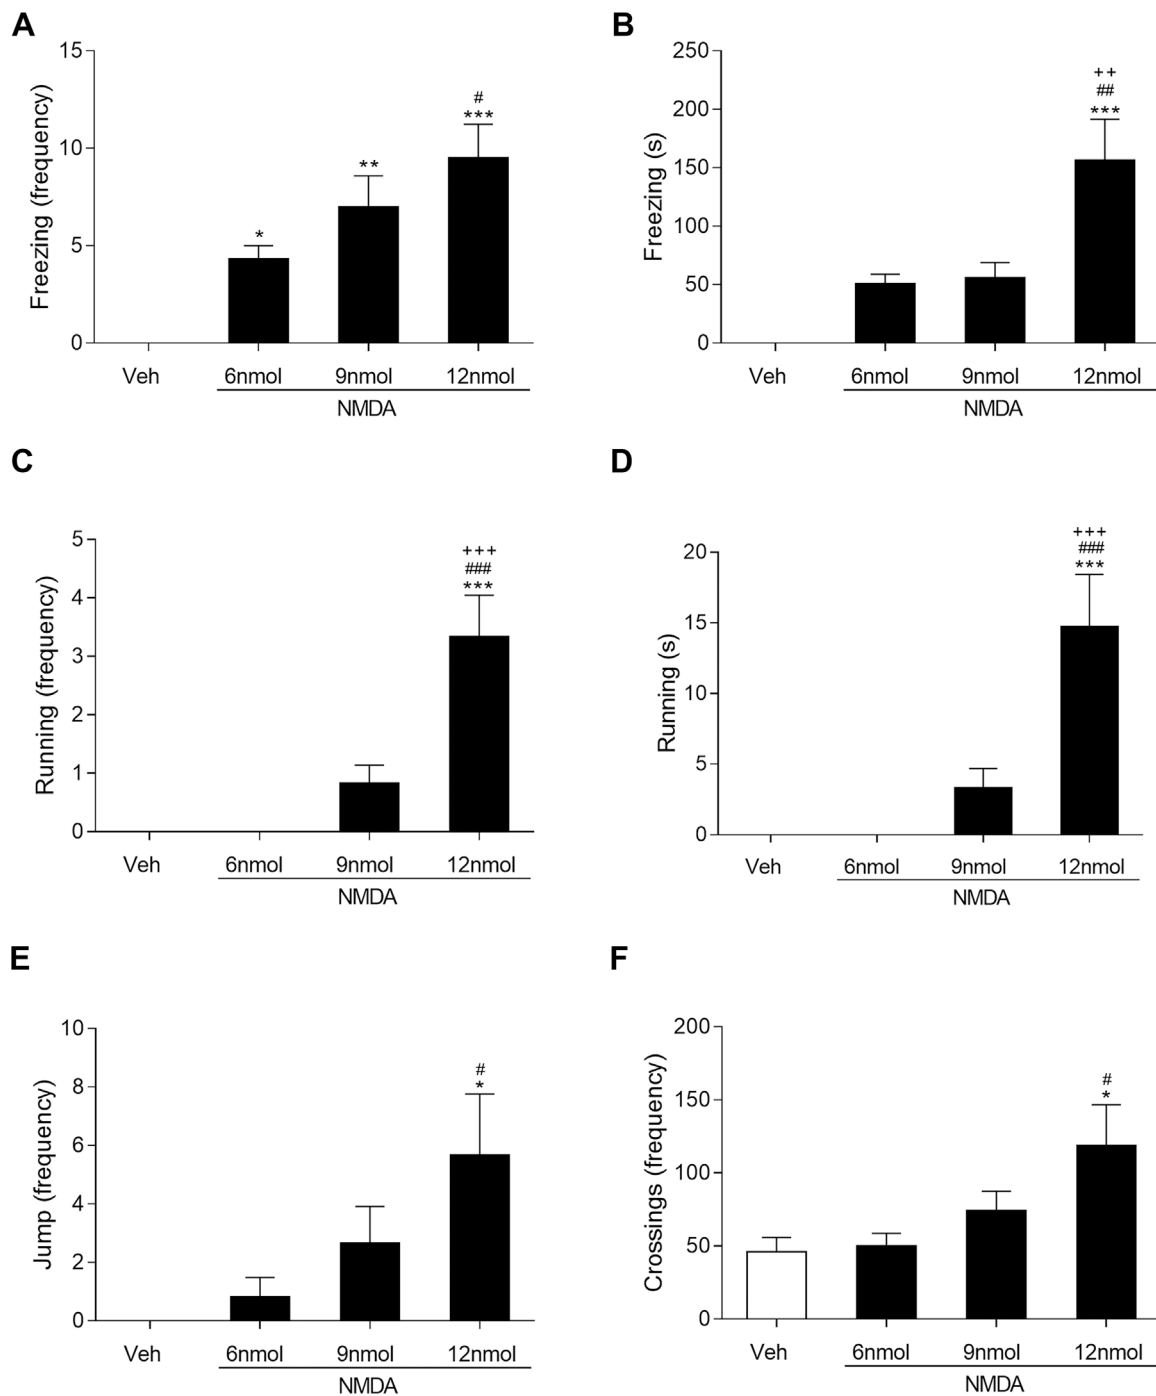 A
Freezing (frequency)
15
10
5
0
*
**
#
***
Veh
6nmol
9nmol
12nmol
NMDA
B
Freezing (s)
250
200
150
100
50
0
++
##
***
Veh
6nmol
9nmol
12nmol
NMDA
C
Running (frequency)
5
4
3
2
1
0
+++
###
***
Veh
6nmol
9nmol
12nmol
NMDA
D
Running (s)
20
15
10
5
0
+++
###
***
Veh
6nmol
9nmol
12nmol
NMDA
E
Jump (frequency)
10
8
6
4
2
0
#
*
Veh
6nmol
9nmol
12nmol
NMDA
F
Crossings (frequency)
200
150
100
50
0
#
*
Veh
6nmol
9nmol
12nmol
NMDA